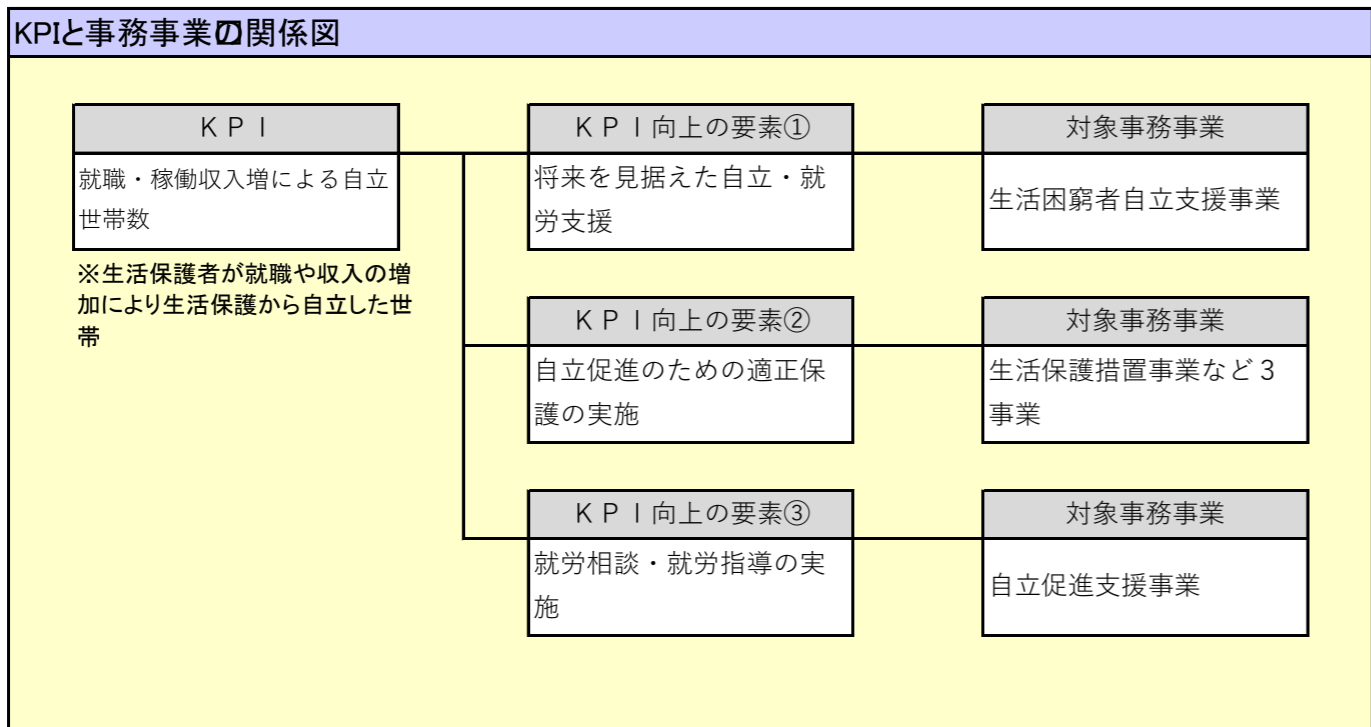 KPIと事務事業の関係図
ＫＰＩ
就職・稼働収入増による自立
世帯数
※生活保護者が就職や収入の増
加により生活保護から自立した世
帯
ＫＰＩ向上の要素①
将来を見据えた自立・就
労支援
対象事務事業
生活困窮者自立支援事業
ＫＰＩ向上の要素②
自立促進のための適正保
護の実施
対象事務事業
生活保護措置事業など３
事業
ＫＰＩ向上の要素③
就労相談・就労指導の実
施
対象事務事業
自立促進支援事業